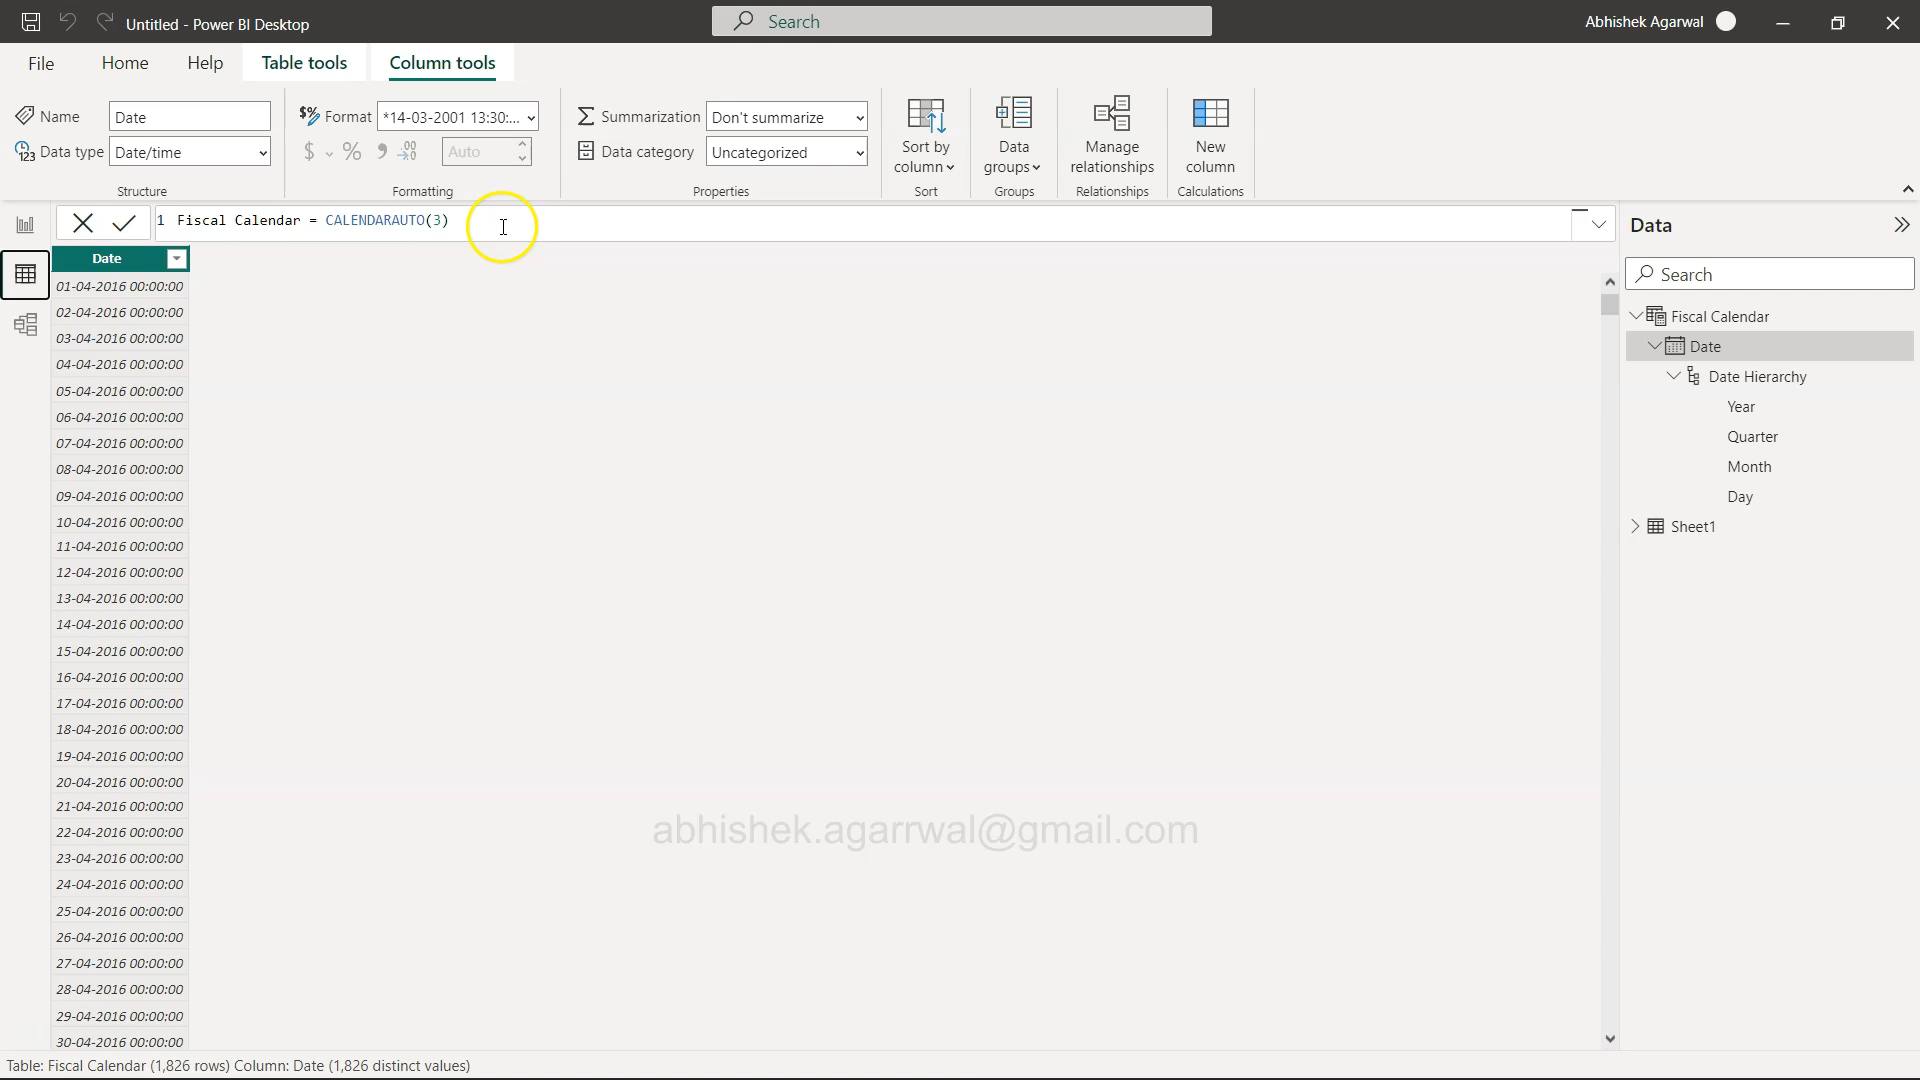 Untitled - Power BI Desktop
Search
Abhishek Agarwal
File
Home
Help
Table tools
Column tools
Name
Date
Data type
Date/time
Structure
Format
*14-03-2001 13:30:...
$
%
Auto
Formatting
Summarization
Don't summarize
Data category
Uncategorized
Properties
Sort by
column
Sort
Data
groups
Groups
Manage
relationships
Relationships
New
column
Calculations
1 Fiscal Calendar = CALENDARAUTO(3)
Date
01-04-2016 00:00:00
02-04-2016 00:00:00
03-04-2016 00:00:00
04-04-2016 00:00:00
05-04-2016 00:00:00
06-04-2016 00:00:00
07-04-2016 00:00:00
08-04-2016 00:00:00
09-04-2016 00:00:00
10-04-2016 00:00:00
11-04-2016 00:00:00
12-04-2016 00:00:00
13-04-2016 00:00:00
14-04-2016 00:00:00
15-04-2016 00:00:00
16-04-2016 00:00:00
17-04-2016 00:00:00
18-04-2016 00:00:00
19-04-2016 00:00:00
20-04-2016 00:00:00
21-04-2016 00:00:00
22-04-2016 00:00:00
23-04-2016 00:00:00
24-04-2016 00:00:00
25-04-2016 00:00:00
26-04-2016 00:00:00
27-04-2016 00:00:00
28-04-2016 00:00:00
29-04-2016 00:00:00
30-04-2016 00:00:00
abhishek.agarrwal@gmail.com
Data
Search
Fiscal Calendar
Date
Date Hierarchy
Year
Quarter
Month
Day
Sheet1
Table: Fiscal Calendar (1,826 rows) Column: Date (1,826 distinct values)